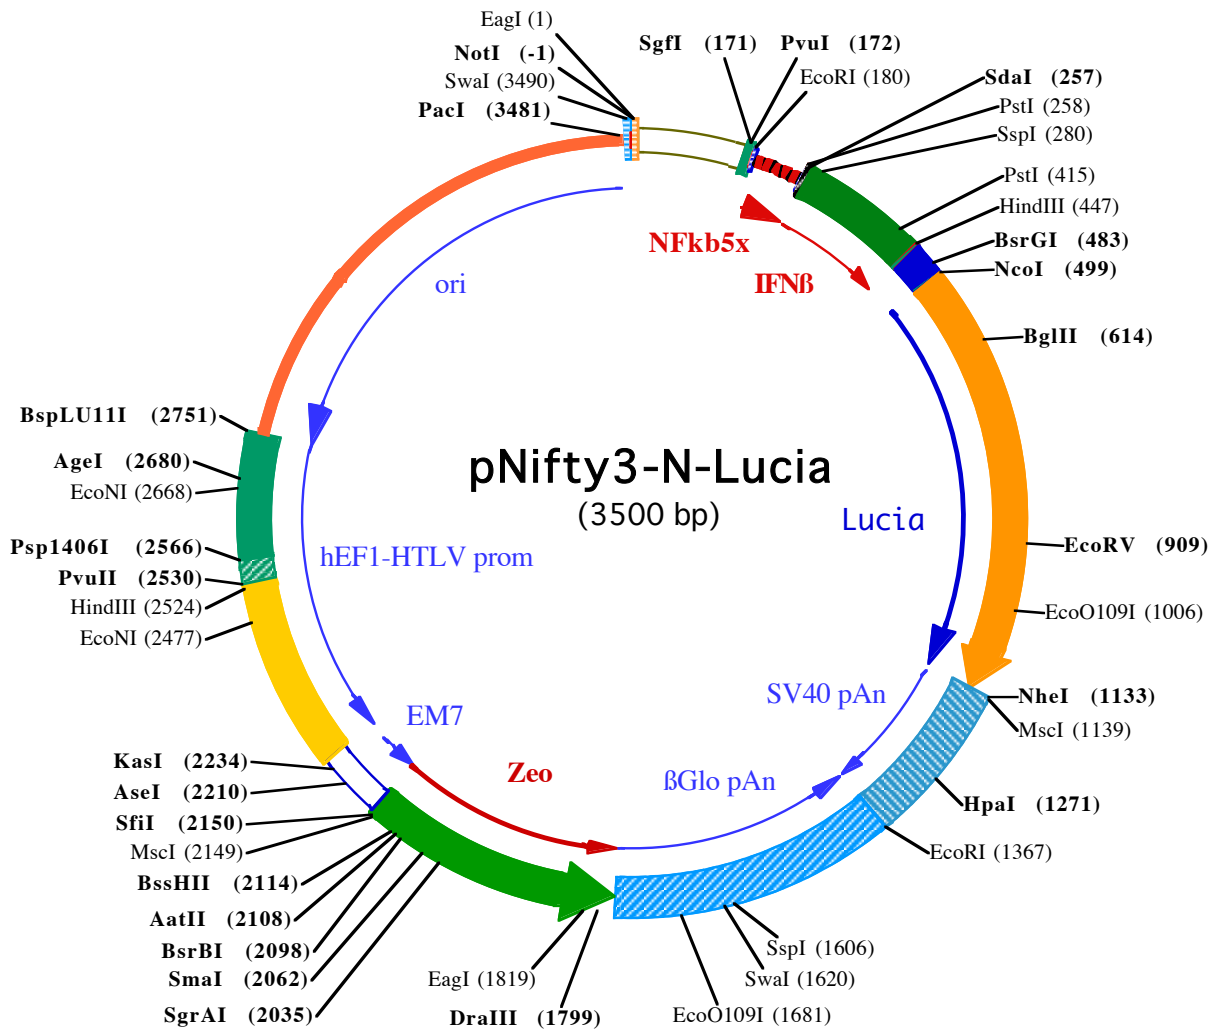 EagI (1)
NotI (-1)
SwaI (3490)
PacI (3481)
SgfI (171)
PvuI (172)
EcoRI (180)
SdaI (257)
PstI (258)
SspI (280)
PstI (415)
HindIII (447)
BsrGI (483)
NcoI (499)
BglII (614)
EcoRV (909)
EcoO109I (1006)
NheI (1133)
MscI (1139)
HpaI (1271)
EcoRI (1367)
SspI (1606)
SwaI (1620)
EcoO109I (1681)
DraIII (1799)
EagI (1819)
SgrAI (2035)
SmaI (2062)
BsrBI (2098)
AatII (2108)
BssHII (2114)
MscI (2149)
SfiI (2150)
AseI (2210)
KasI (2234)
EcoNI (2477)
HindIII (2524)
PvuII (2530)
Psp1406I (2566)
EcoNI (2668)
AgeI (2680)
BspLU11I (2751)
NFkb5x
IFNß
ori
pNifty3-N-Lucia
(3500 bp)
Lucia
hEF1-HTLV prom
SV40 pAn
EM7
Zeo
ßGlo pAn